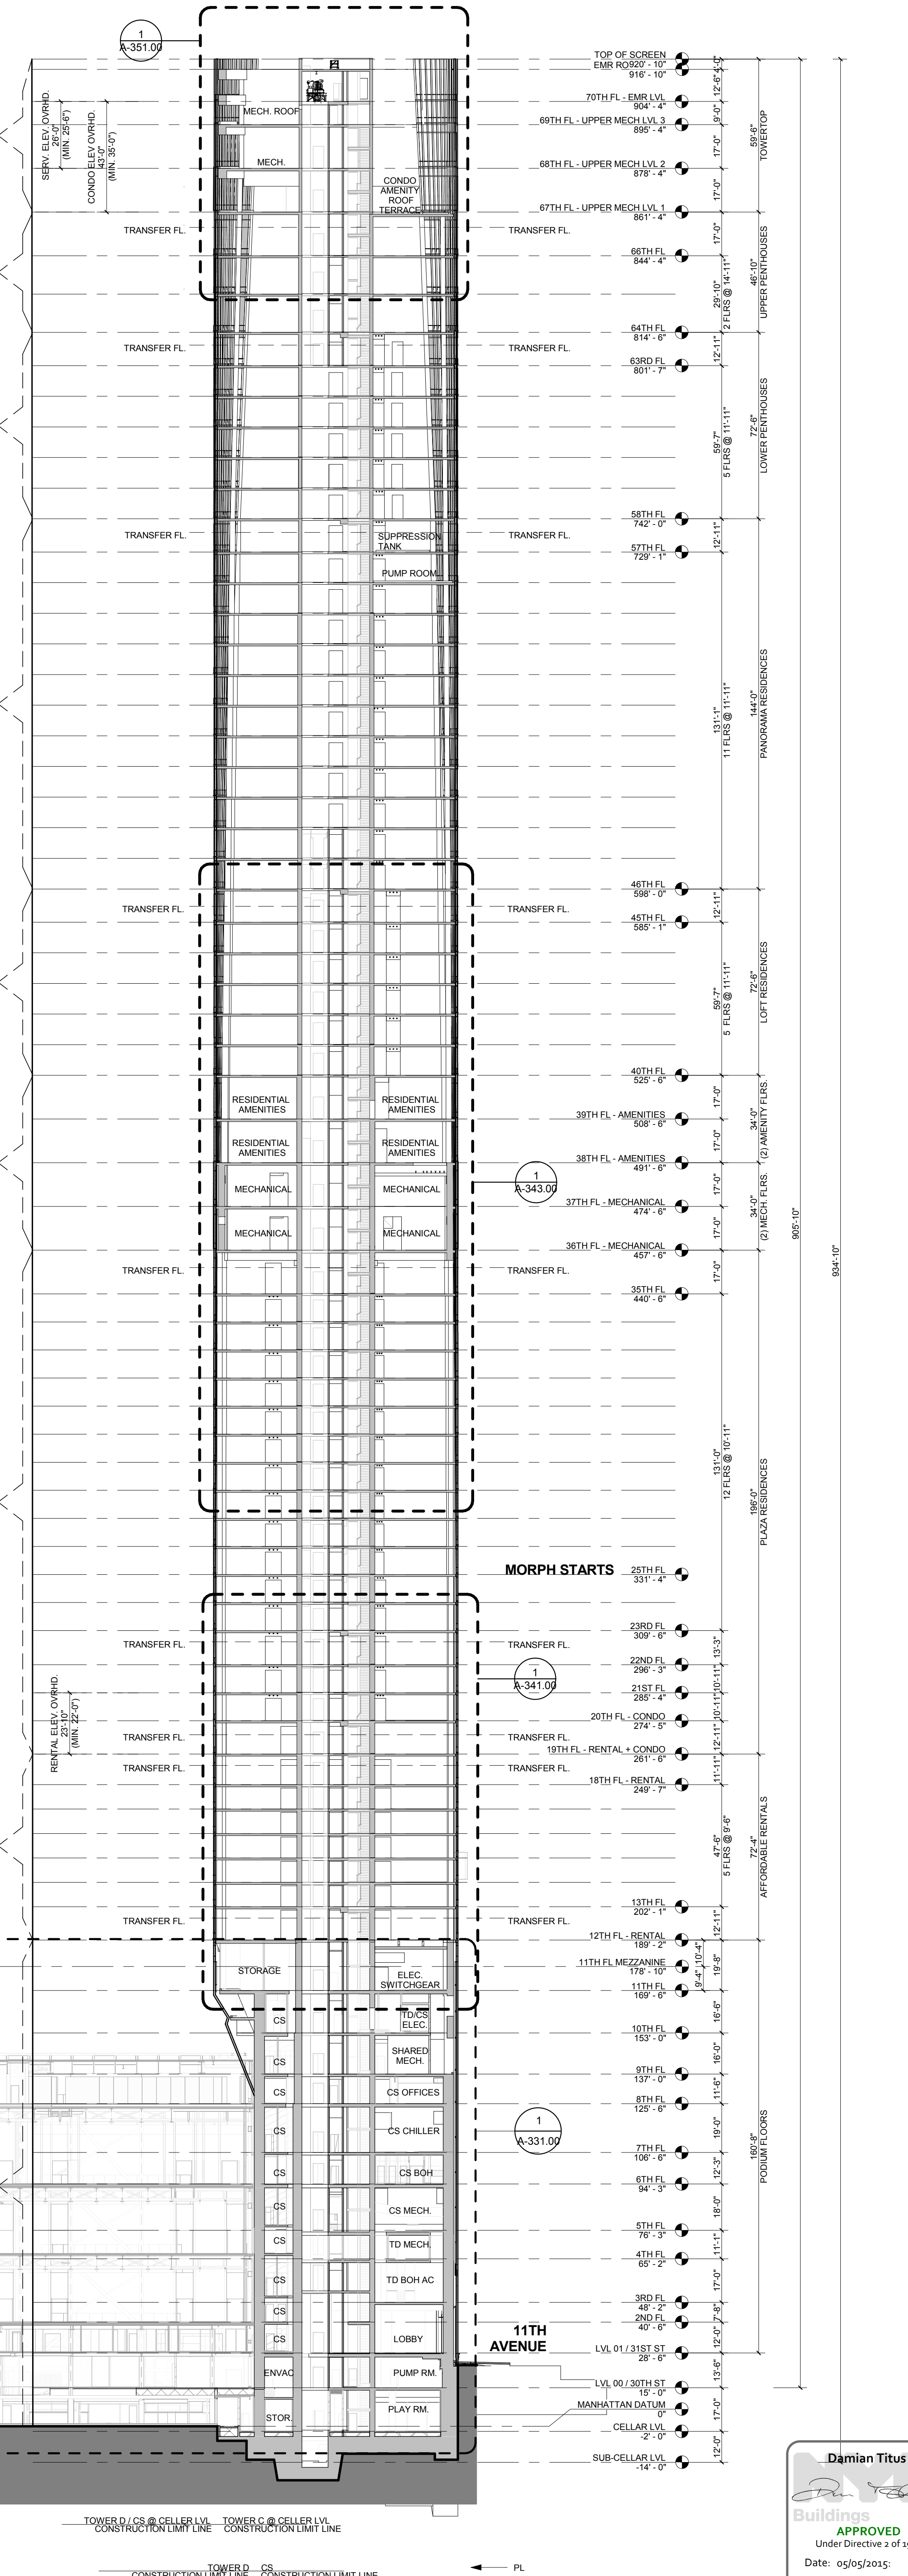 1
A-351.00
TOP OF SCREEN
920' - 10"
EMR RO
916' - 10"
70TH FL - EMR LVL
904' - 4"
69TH FL - UPPER MECH LVL 3
895' - 4"
68TH FL - UPPER MECH LVL 2
878' - 4"
67TH FL - UPPER MECH LVL 1
861' - 4"
66TH FL
844' - 4"
64TH FL
814' - 6"
63RD FL
801' - 7"
58TH FL
742' - 0"
57TH FL
729' - 1"
46TH FL
598' - 0"
45TH FL
585' - 1"
40TH FL
525' - 6"
39TH FL - AMENITIES
508' - 6"
38TH FL - AMENITIES
491' - 6"
37TH FL - MECHANICAL
474' - 6"
36TH FL - MECHANICAL
457' - 6"
35TH FL
440' - 6"
MORPH STARTS
25TH FL
331' - 4"
23RD FL
309' - 6"
22ND FL
296' - 3"
21ST FL
285' - 4"
20TH FL - CONDO
274' - 5"
19TH FL - RENTAL + CONDO
261' - 6"
18TH FL - RENTAL
249' - 7"
13TH FL
202' - 1"
12TH FL - RENTAL
189' - 2"
11TH FL MEZZANINE
178' - 10"
11TH FL
169' - 6"
10TH FL
153' - 0"
9TH FL
137' - 0"
8TH FL
125' - 6"
7TH FL
106' - 6"
6TH FL
94' - 3"
5TH FL
76' - 3"
4TH FL
65' - 2"
3RD FL
48' - 2"
2ND FL
40' - 6"
LVL 01 / 31ST ST
28' - 6"
LVL 00 / 30TH ST
15' - 0"
MANHATTAN DATUM
0"
CELLAR LVL
-2' - 0"
SUB-CELLAR LVL
-14' - 0"
SERV. ELEV. OVRHD.
26'-0"
(MIN. 25'-6")
CONDO ELEV OVRHD.
43'-0"
(MIN. 35'-0")
RENTAL ELEV. OVRHD.
23'-10"
(MIN. 22'-0")
MECH. ROOF
MECH.
CONDO
AMENITY
ROOF
TERRACE
TRANSFER FL.
TRANSFER FL.
TRANSFER FL.
TRANSFER FL.
TRANSFER FL.
SUPPRESSION
TANK
TRANSFER FL.
PUMP ROOM
TRANSFER FL.
TRANSFER FL.
RESIDENTIAL
AMENITIES
RESIDENTIAL
AMENITIES
RESIDENTIAL
AMENITIES
RESIDENTIAL
AMENITIES
MECHANICAL
MECHANICAL
1
A-343.00
MECHANICAL
MECHANICAL
TRANSFER FL.
TRANSFER FL.
TRANSFER FL.
TRANSFER FL.
1
A-341.00
TRANSFER FL.
TRANSFER FL.
TRANSFER FL.
TRANSFER FL.
TRANSFER FL.
TRANSFER FL.
STORAGE
ELEC.
SWITCHGEAR
CS
TD/CS
ELEC.
CS
SHARED
MECH.
CS
CS OFFICES
CS
CS CHILLER
1
A-331.00
CS
CS BOH
CS
CS MECH.
CS
TD MECH.
CS
TD BOH AC
CS
CS
LOBBY
11TH
AVENUE
ENVAC
PUMP RM.
STOR.
PLAY RM.
4'-0"
12'-6"
9'-0"
17'-0"
17'-0"
17'-0"
29'-10"
2 FLRS @ 14'-11"
12'-11"
59'-7"
5 FLRS @ 11'-11"
12'-11"
131'-1"
11 FLRS @ 11'-11"
12'-11"
59'-7"
5 FLRS @ 11'-11"
17'-0"
17'-0"
17'-0"
17'-0"
17'-0"
131'-0"
12 FLRS @ 10'-11"
13'-3"
10'-11"
10'-11"
12'-11"
11'-11"
47'-6"
5 FLRS @ 9'-6"
12'-11"
10'-4"
9'-4"
19'-8"
16'-6"
16'-0"
11'-6"
19'-0"
12'-3"
18'-0"
11'-1"
17'-0"
7'-8"
12'-0"
13'-6"
17'-0"
12'-0"
59'-6"
TOWERTOP
46'-10"
UPPER PENTHOUSES
72'-6"
LOWER PENTHOUSES
144'-0"
PANORAMA RESIDENCES
72'-6"
LOFT RESIDENCES
34'-0"
(2) AMENITY FLRS.
34'-0"
(2) MECH. FLRS.
196'-0"
PLAZA RESIDENCES
72'-4"
AFFORDABLE RENTALS
160'-8"
PODIUM FLOORS
905'-10"
934'-10"
TOWER D / CS @ CELLER LVL
CONSTRUCTION LIMIT LINE
TOWER C @ CELLER LVL
CONSTRUCTION LIMIT LINE
TOWER D
CONSTRUCTION LIMIT LINE
CS
CONSTRUCTION LIMIT LINE
PL
Damian Titus
NYC
Buildings
APPROVED
Under Directive 2 of 19
Date: 05/05/2015: